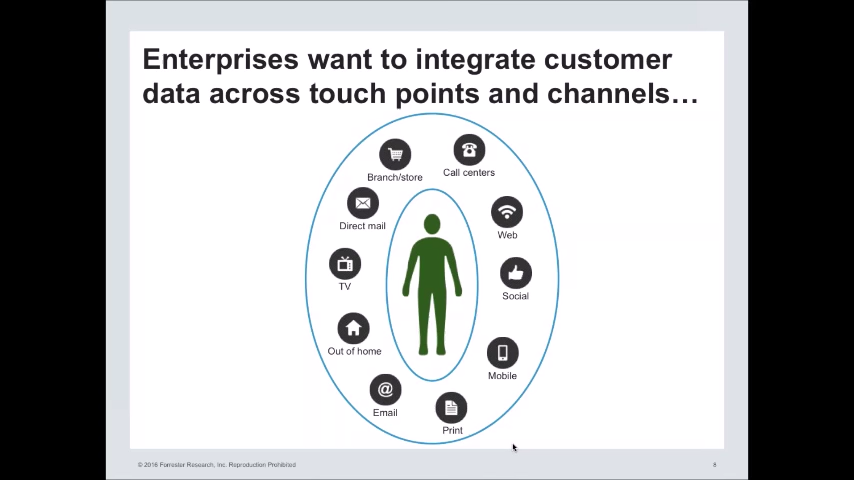 Enterprises want to integrate customer
data across touch points and channels…
Branch/store
Call centers
Direct mail
Web
TV
Social
Out of home
Mobile
@
Email
Print
© 2016 Forrester Research, Inc. Reproduction Prohibited
8